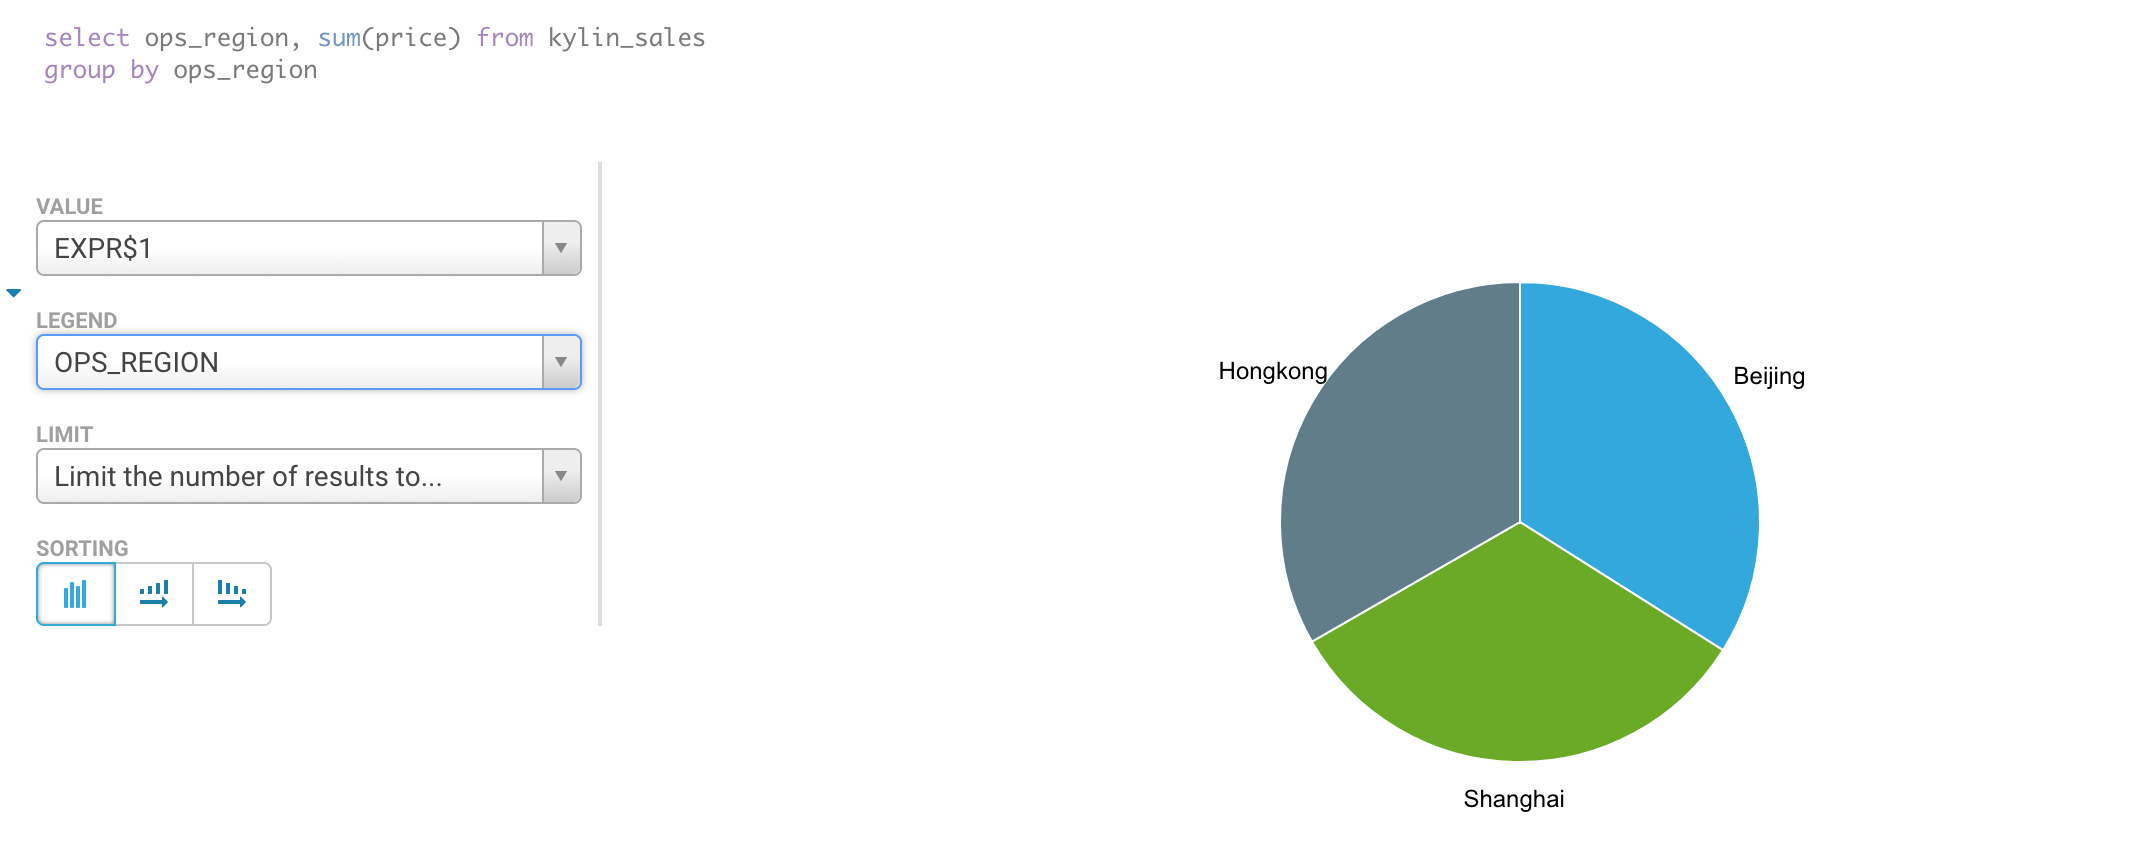 select ops_region, sum(price) from kylin_sales
group by ops_region
VALUE
EXPR$1
LEGEND
OPS_REGION
LIMIT
Limit the number of results to...
SORTING
Hongkong
Beijing
Shanghai